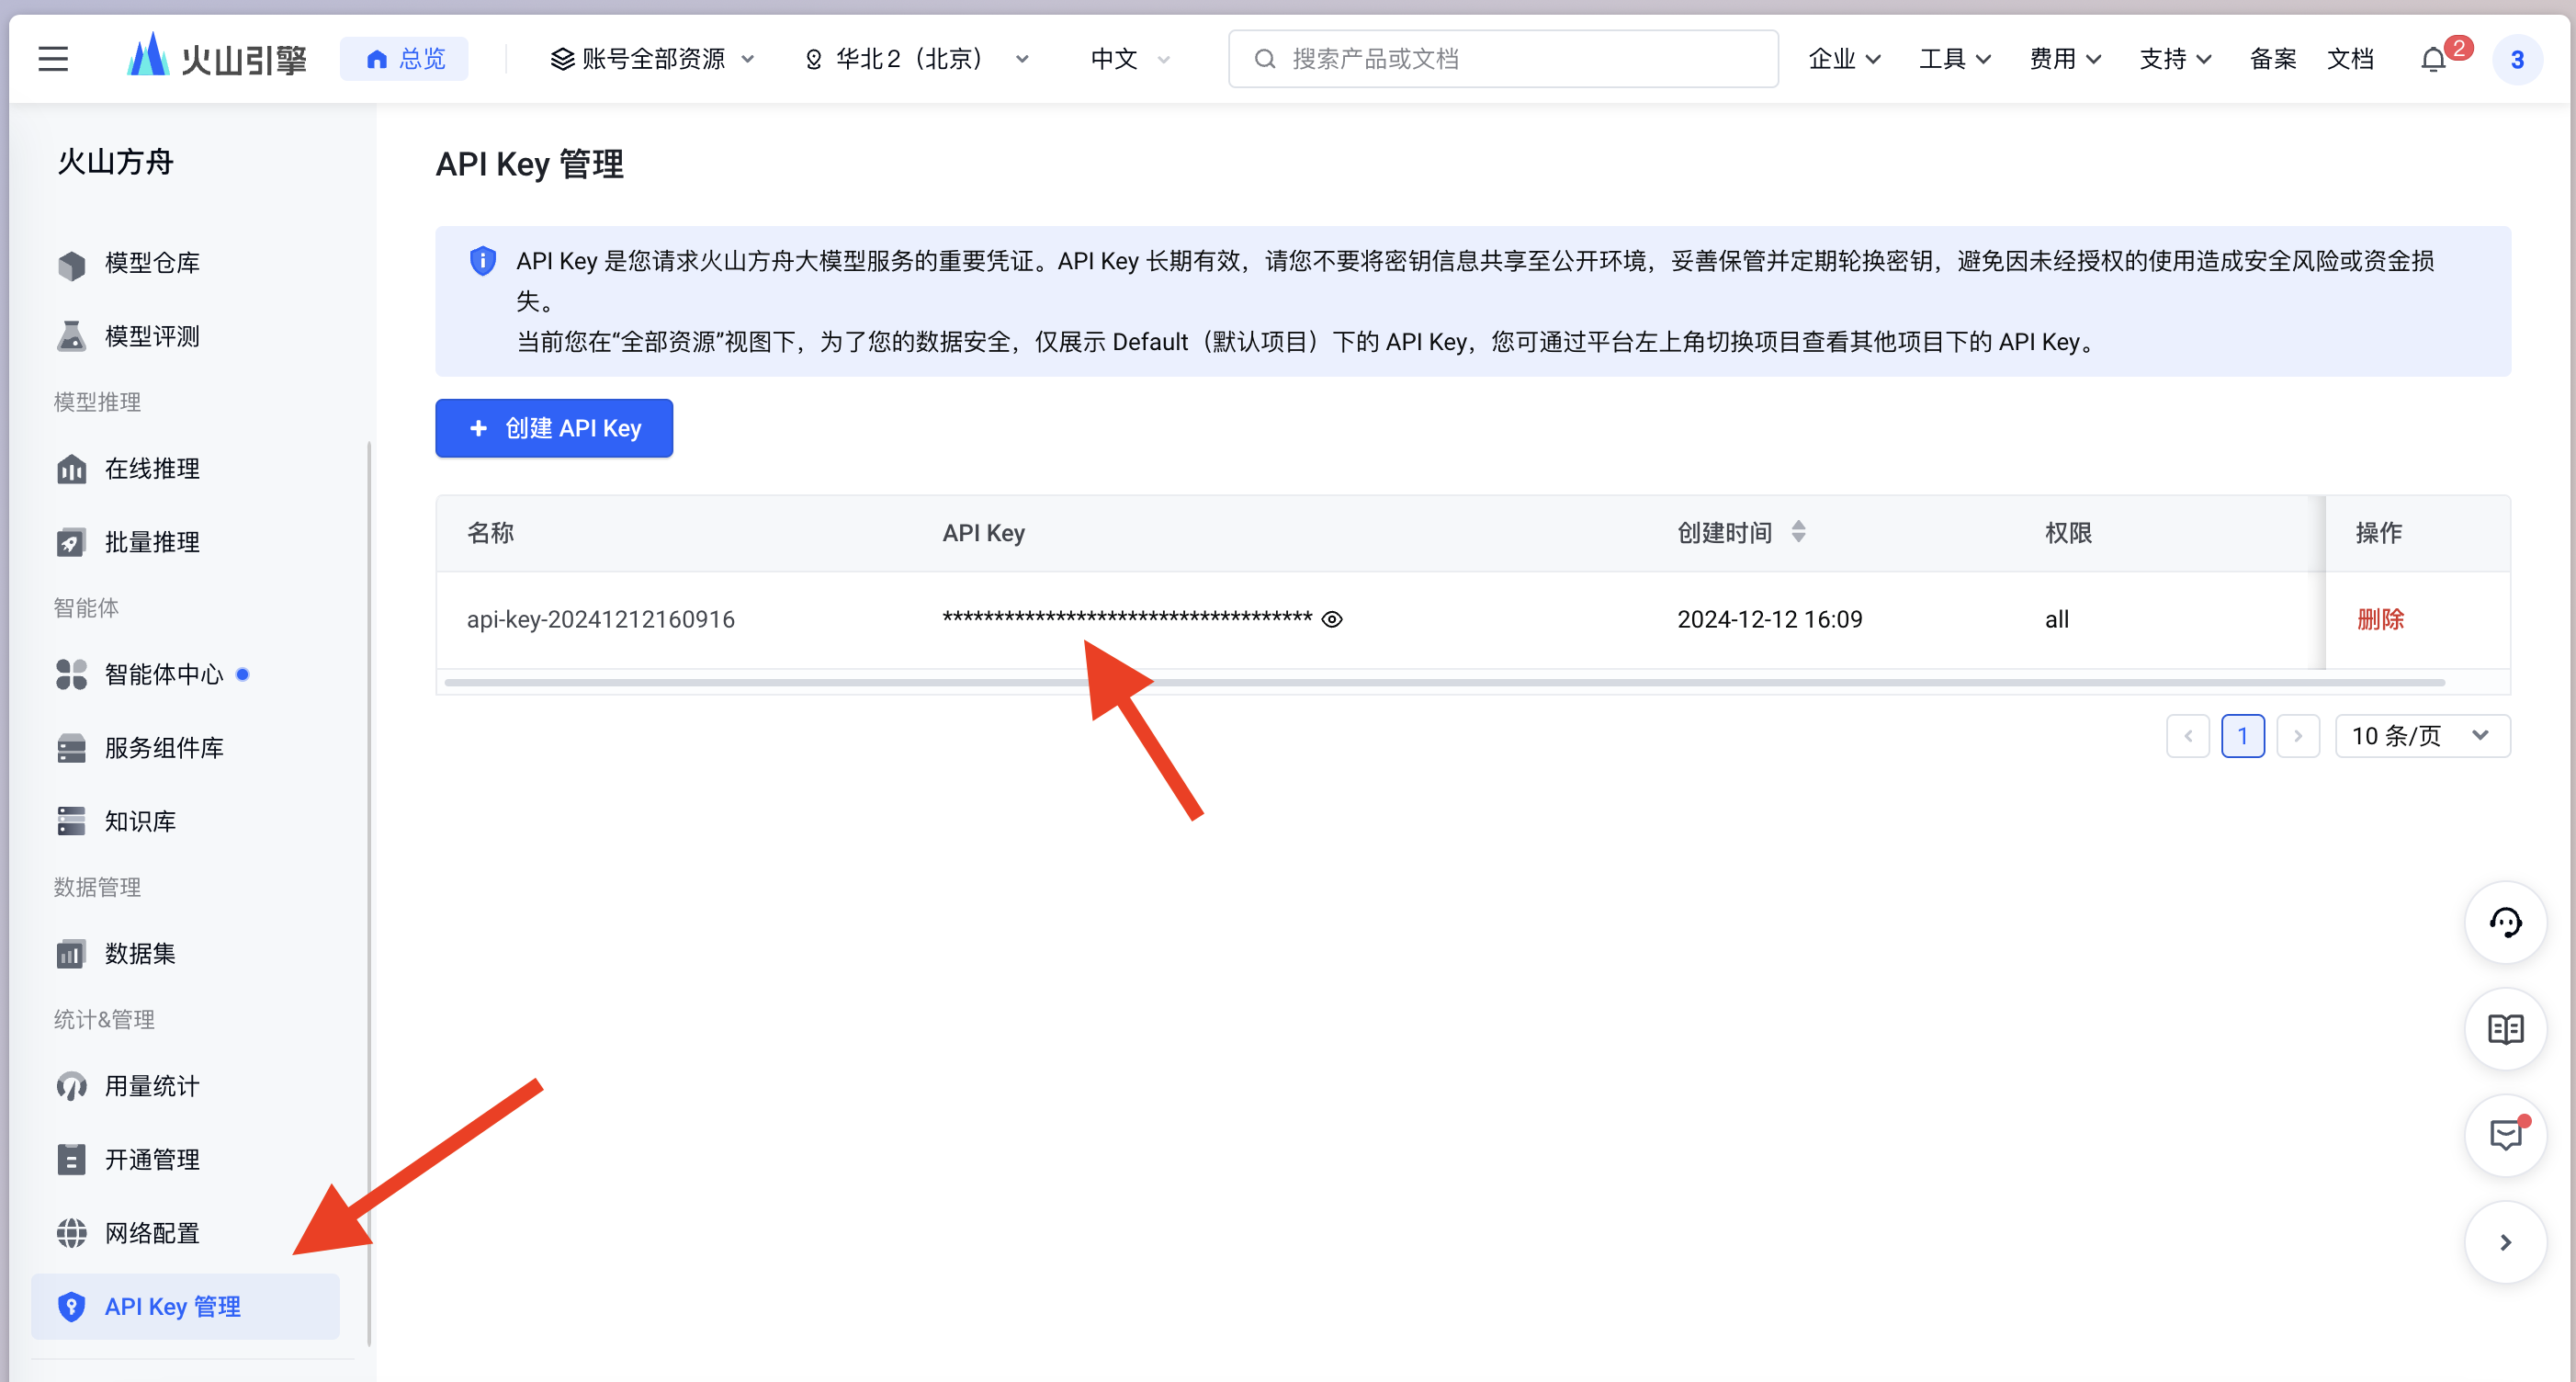 火山引擎
总览
账号全部资源
华北2（北京）
中文
搜索产品或文档
企业
工具
费用
支持
备案
文档
2
3
火山方舟
模型仓库
模型评测
模型推理
在线推理
批量推理
智能体
智能体中心
服务组件库
知识库
数据管理
数据集
统计&管理
用量统计
开通管理
网络配置
API Key 管理
API Key 管理
API Key 是您请求火山方舟大模型服务的重要凭证。API Key 长期有效，请您不要将密钥信息共享至公开环境，妥善保管并定期轮换密钥，避免因未经授权的使用造成安全风险或资金损
失。
当前您在“全部资源”视图下，为了您的数据安全，仅展示 Default（默认项目）下的 API Key，您可通过平台左上角切换项目查看其他项目下的 API Key。
+ 创建 API Key
名称
API Key
创建时间
权限
操作
api-key-20241212160916
************************************
2024-12-12 16:09
all
删除
1
10 条/页